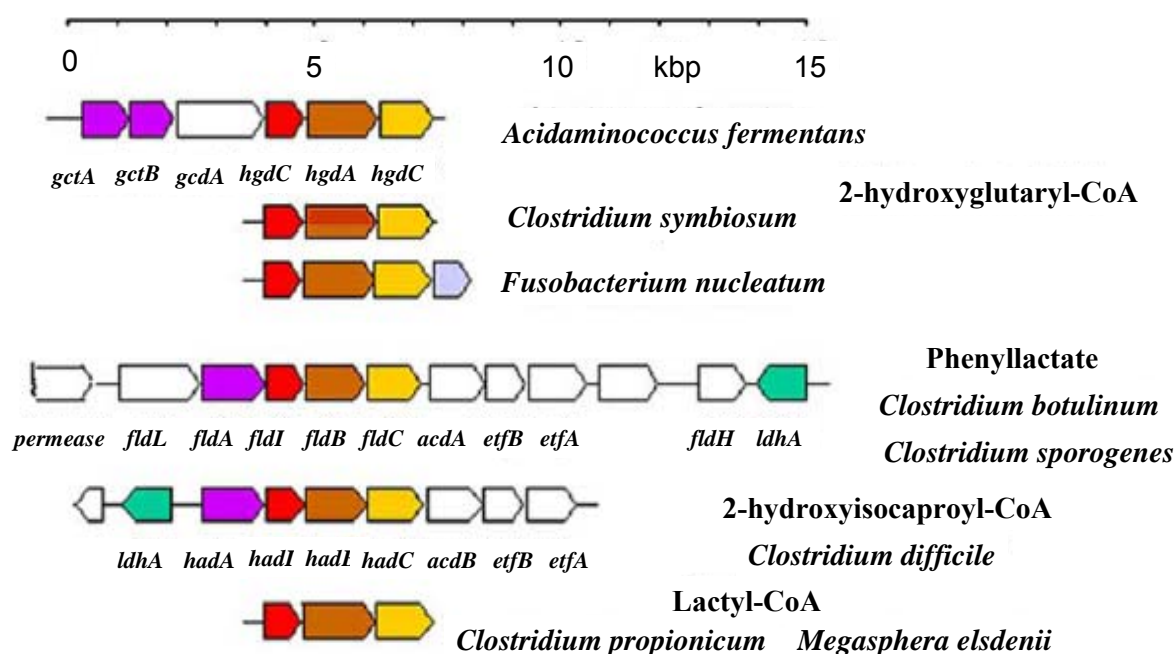 0 5 10 kbp 15
Acidaminococcus fermentans
gctA gctB gcdA hgdC hgdA hgdC
2-hydroxyglutaryl-CoA
Clostridium symbiosum
Fusobacterium nucleatum
Phenyllactate
Clostridium botulinum
permease fldL fldA fldI fldB fldC acdA etfB etfA fldH ldhA
Clostridium sporogenes
2-hydroxyisocaproyl-CoA
ldhA hadA hadI hadC acdB etfB etfA
Clostridium difficile
Lactyl-CoA
Clostridium propionicum Megasphera elsdenii